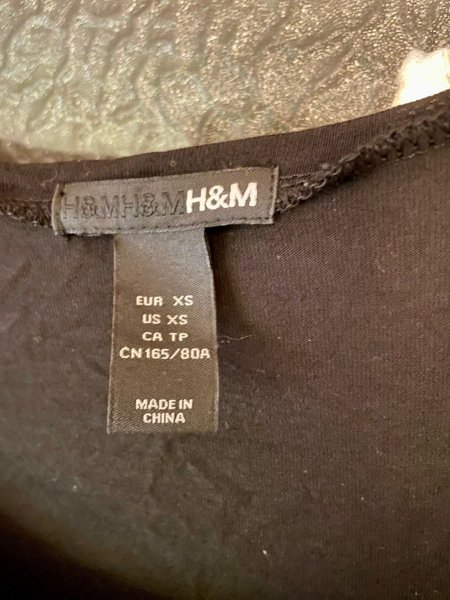 H&MH&MH&M
EUR XS
US XS
CA TP
CN165/80A
MADE IN
CHINA